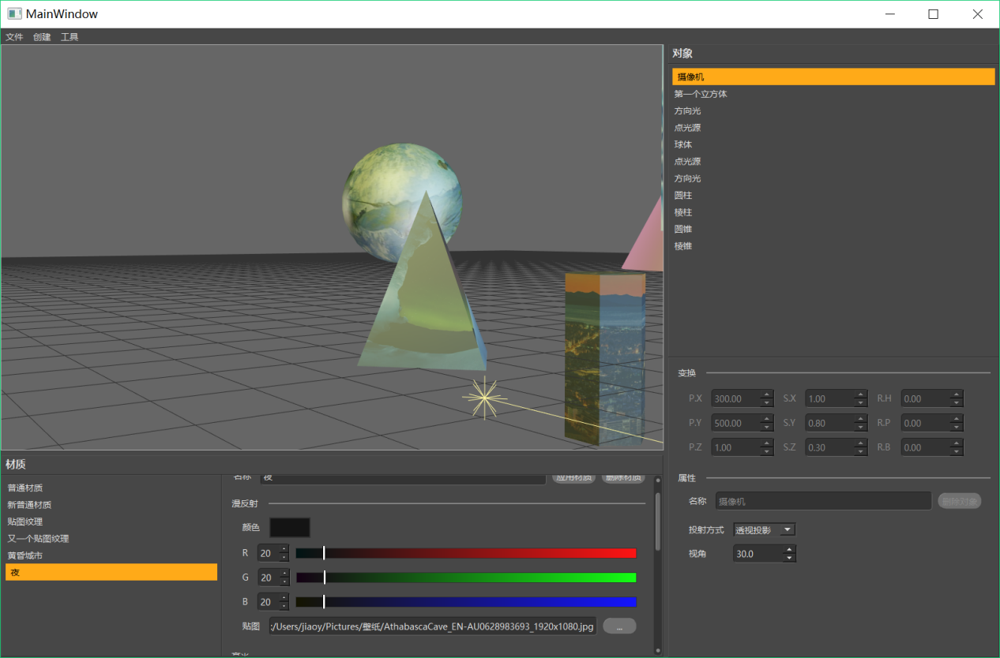 MainWindow
文件 创建 工具
对象
摄像机
第一个立方体
方向光
点光源
球体
点光源
方向光
圆柱
棱柱
圆锥
棱锥
变换
P.X 300.00 S.X 1.00 R.H 0.00
P.Y 500.00 S.Y 0.80 R.P 0.00
P.Z 1.00 S.Z 0.30 R.B 0.00
属性
名称 摄像机 删除对象
投射方式 透视投影
视角 30.0
材质
普通材质
新普通材质
贴图纹理
又一个贴图纹理
黄昏城市
夜
名称 夜 应用材质 删除材质
漫反射
颜色
R 20
G 20
B 20
贴图 :/Users/jiaoy/Pictures/壁纸/AthabascaCave_EN-AU0628983693_1920x1080.jpg ...